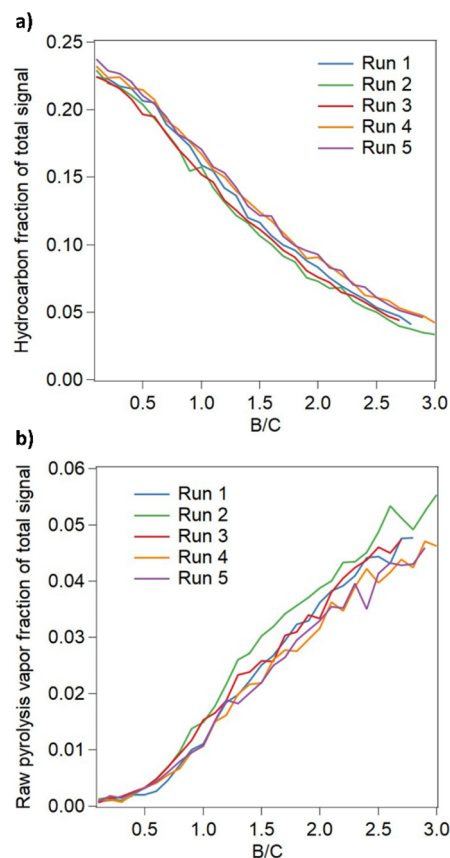 a)
Hydrocarbon fraction of total signal
0.25
0.20
0.15
0.10
0.05
0.00
Run 1
Run 2
Run 3
Run 4
Run 5
0.5 1.0 1.5 2.0 2.5 3.0
B/C
b)
Raw pyrolysis vapor fraction of total signal
0.06
0.05
0.04
0.03
0.02
0.01
0.00
Run 1
Run 2
Run 3
Run 4
Run 5
0.5 1.0 1.5 2.0 2.5 3.0
B/C